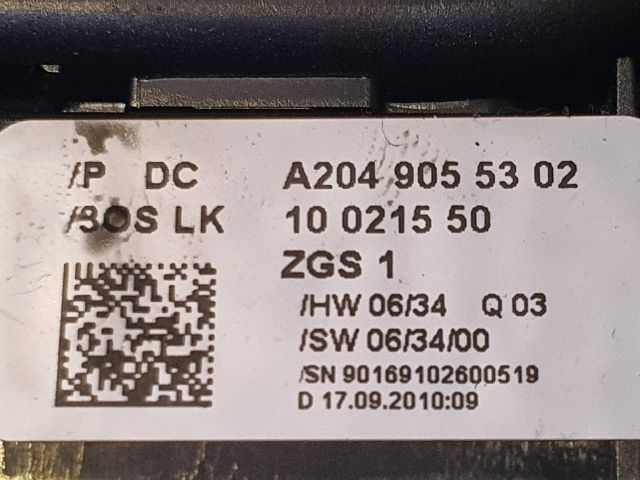 /P DC A204 905 53 02
/BOS LK 10 0215 50
ZGS 1
/HW 06/34 Q 03
/SW 06/34/00
/SN 90169102600519
D 17.09.2010:09